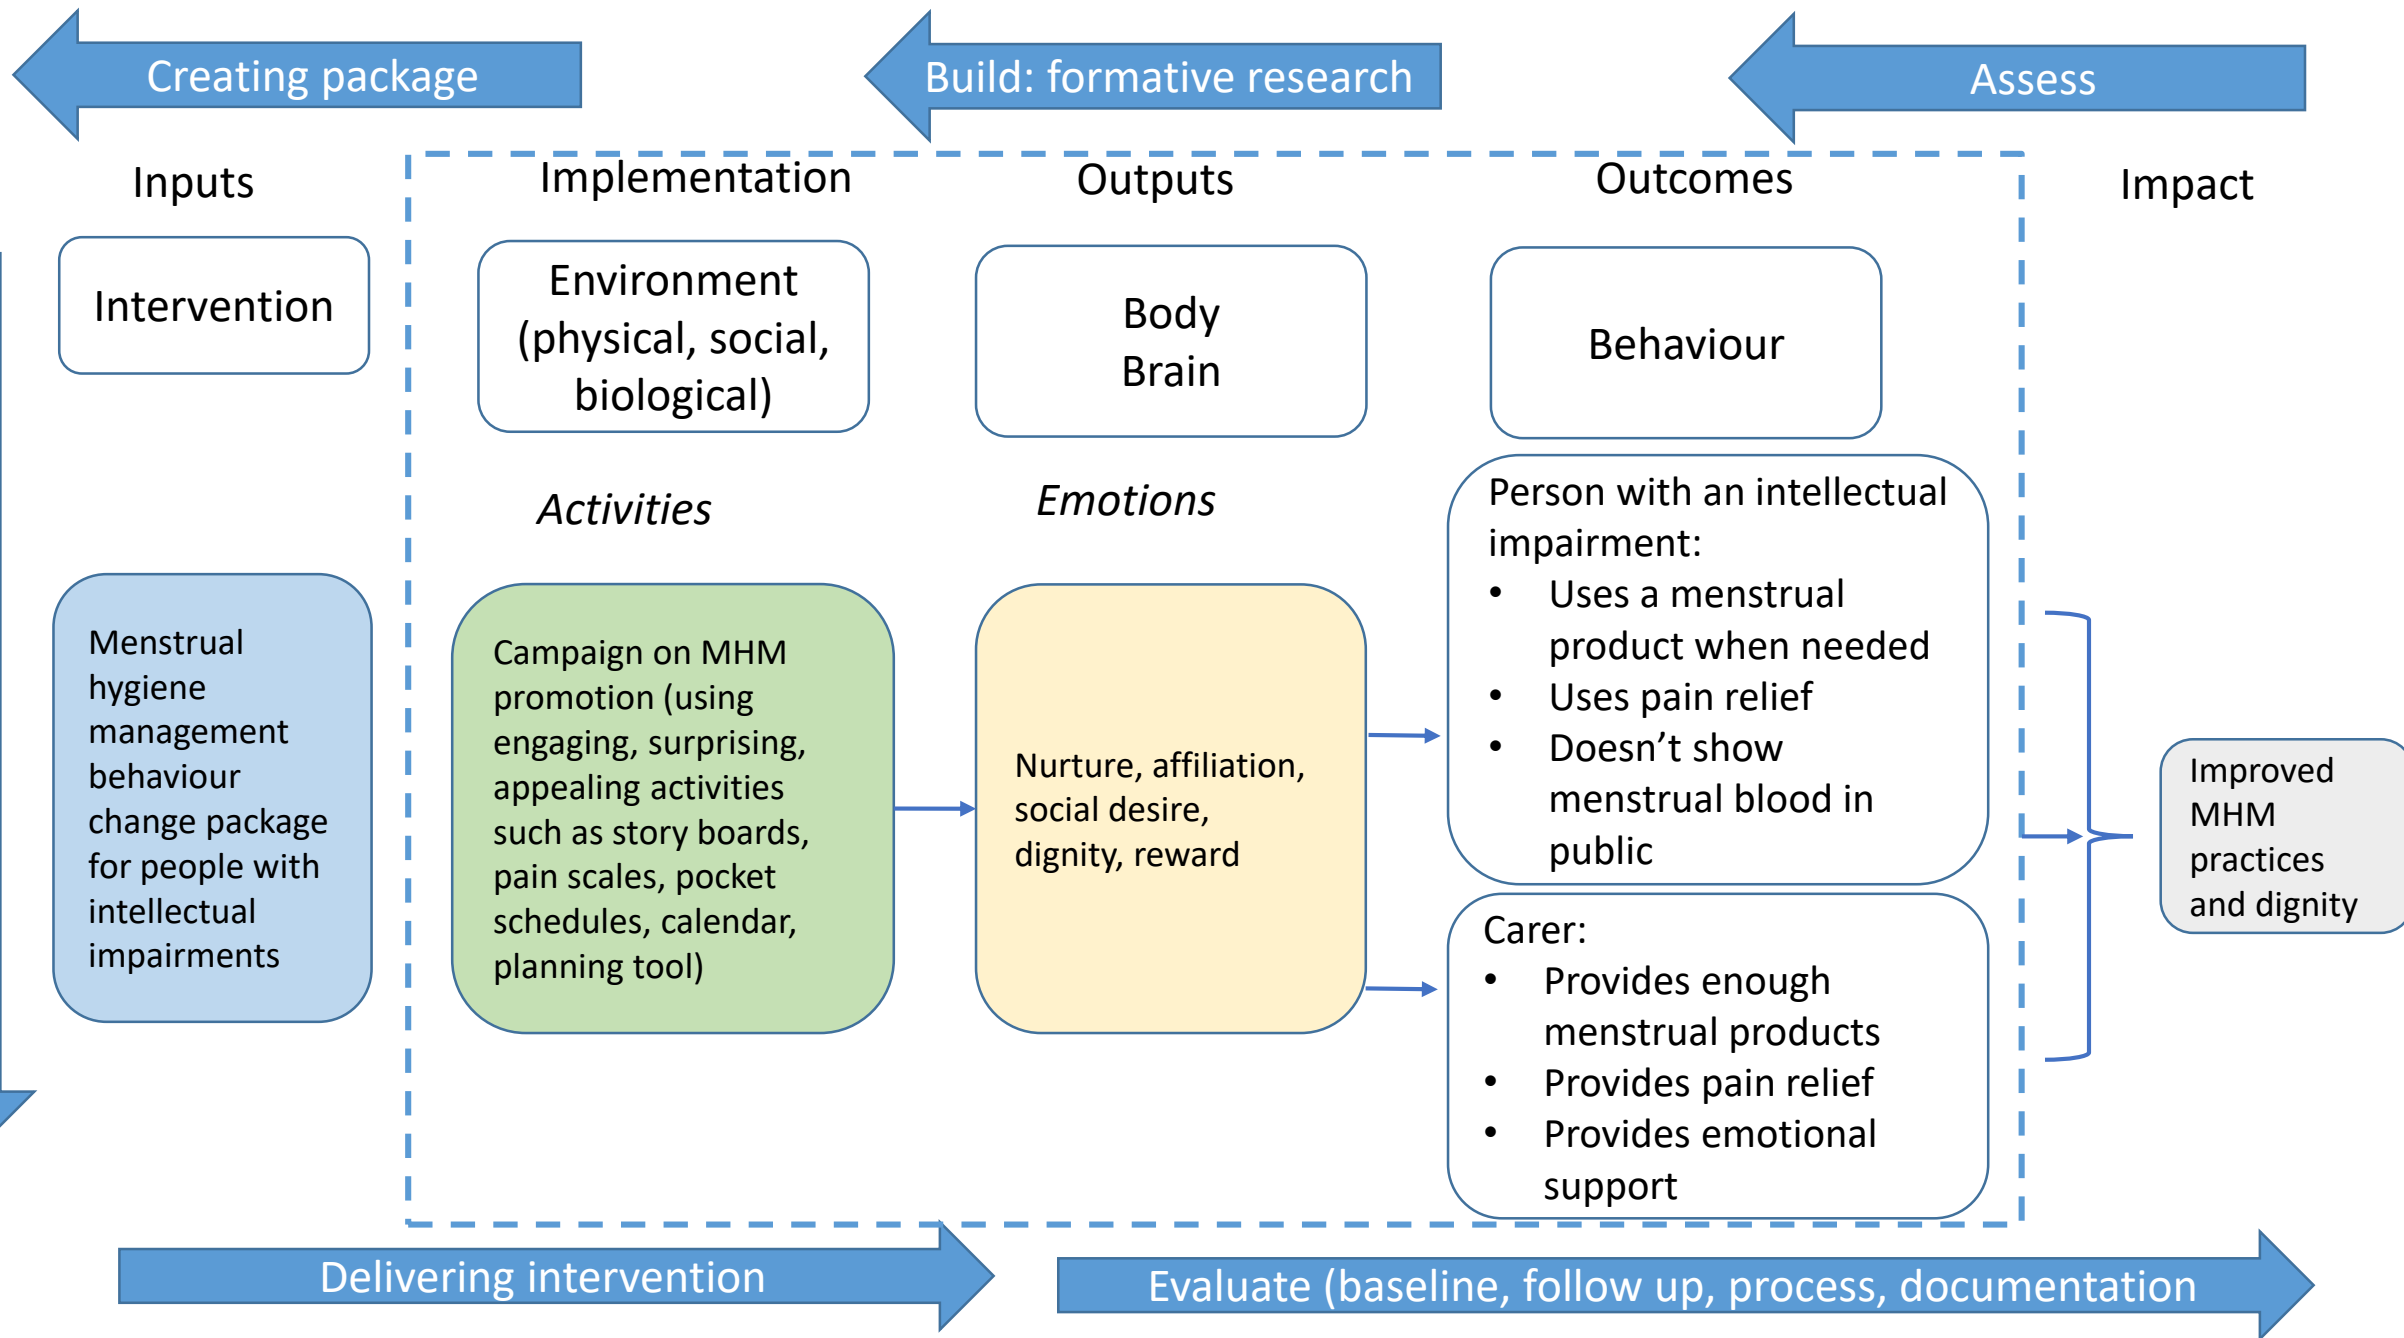 Creating package
Build: formative research
Assess
Inputs
Implementation
Outputs
Outcomes
Impact
Intervention
Environment
(physical, social,
biological)
Body
Brain
Behaviour
Activities
Emotions
Menstrual
hygiene
management
behaviour
change package
for people with
intellectual
impairments
Campaign on MHM
promotion (using
engaging, surprising,
appealing activities
such as story boards,
pain scales, pocket
schedules, calendar,
planning tool)
Nurture, affiliation,
social desire,
dignity, reward
Person with an intellectual
impairment:
• Uses a menstrual
product when needed
• Uses pain relief
• Doesn’t show
menstrual blood in
public
Carer:
• Provides enough
menstrual products
• Provides pain relief
• Provides emotional
support
Improved
MHM
practices
and dignity
Delivering intervention
Evaluate (baseline, follow up, process, documentation